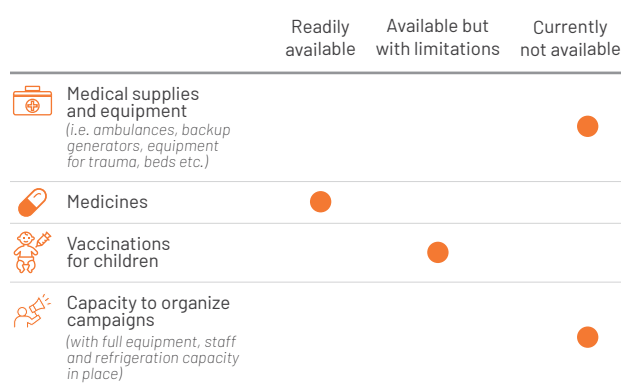 Readily
available
Available but
with limitations
Currently
not available
Medical supplies
and equipment
(i.e. ambulances, backup
generators, equipment
for trauma, beds etc.)
Medicines
Vaccinations
for children
Capacity to organize
campaigns
(with full equipment, staff
and refrigeration capacity
in place)